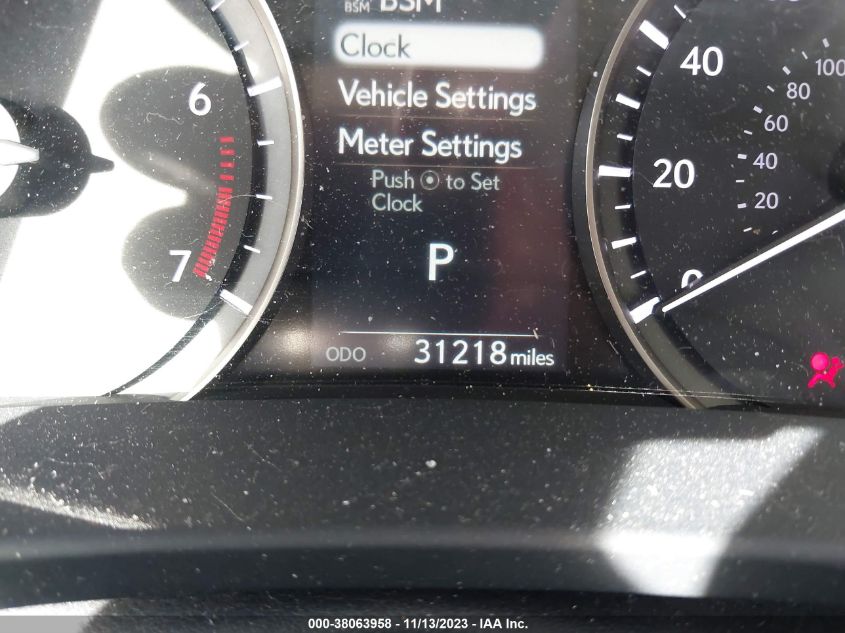 BSM BSM
Clock
Vehicle Settings
Meter Settings
Push to Set
Clock
P
ODO 31218 miles
6
7
40
20
0
100
80
60
40
20
000-38063958 - 11/13/2023 - IAA Inc.